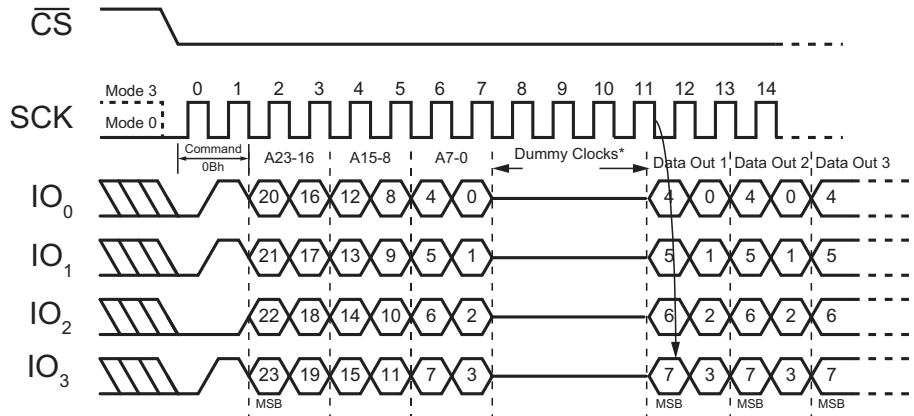 CS
0 1 2 3 4 5 6 7 8 9 10 11 12 13 14
Mode 3
SCK
Mode 0
Command
0Bh
A23-16 A15-8 A7-0 Dummy Clocks* Data Out 1 Data Out 2 Data Out 3
IO0 20 16 12 8 4 0 4 0 4 0 4
IO1 21 17 13 9 5 1 5 1 5 1 5
IO2 22 18 14 10 6 2 6 2 6 2 6
IO3 23 19 15 11 7 3 7 3 7 3 7
MSB MSB MSB MSB